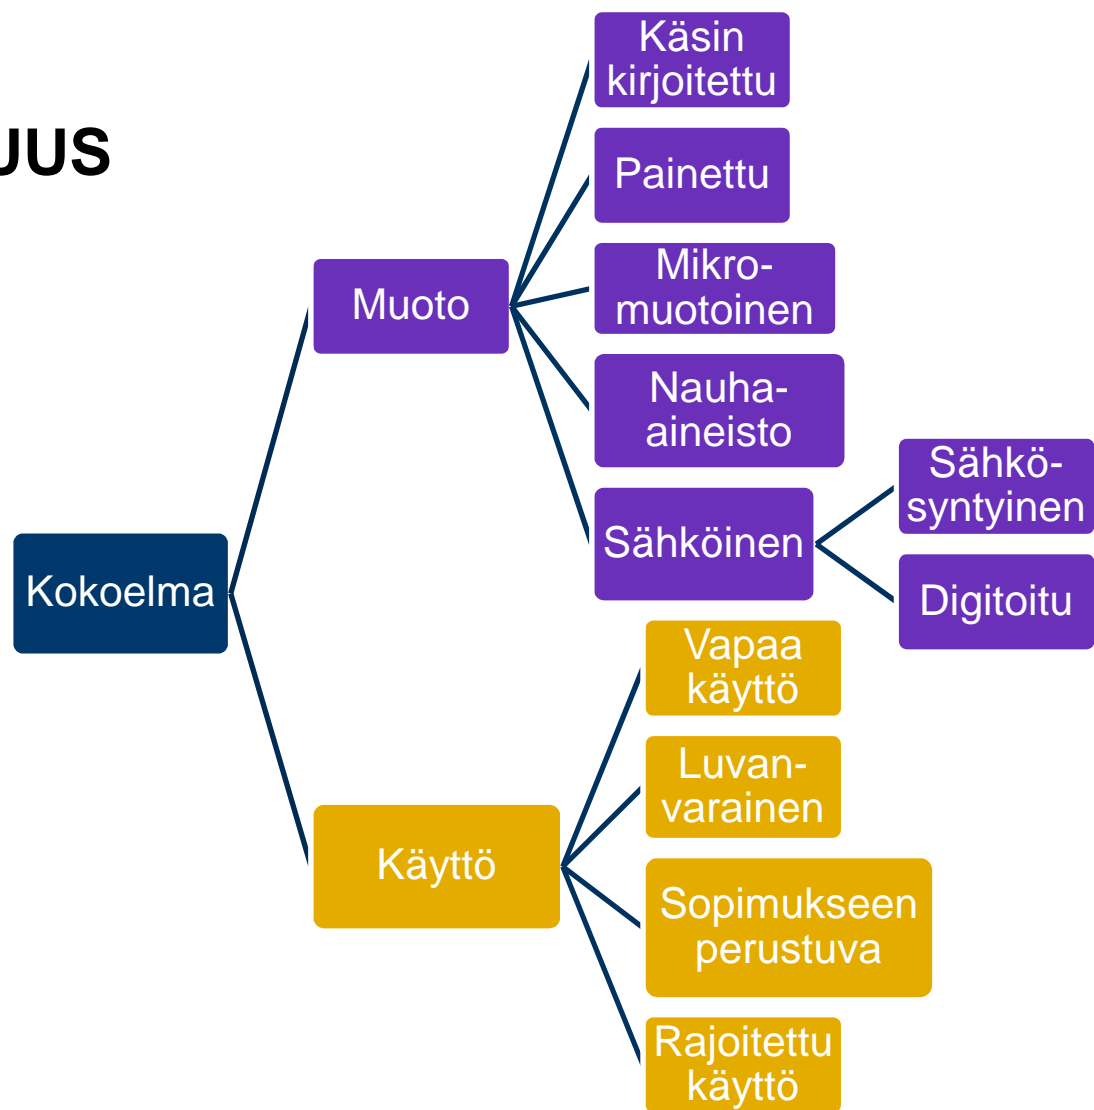 UUS
Käsin
kirjoitettu
Painettu
Muoto
Mikro-
muotoinen
Nauha-
aineisto
Sähköinen
Sähkö-
syntyinen
Digitoitu
Kokoelma
Käyttö
Vapaa
käyttö
Luvan-
varainen
Sopimukseen
perustuva
Rajoitettu
käyttö